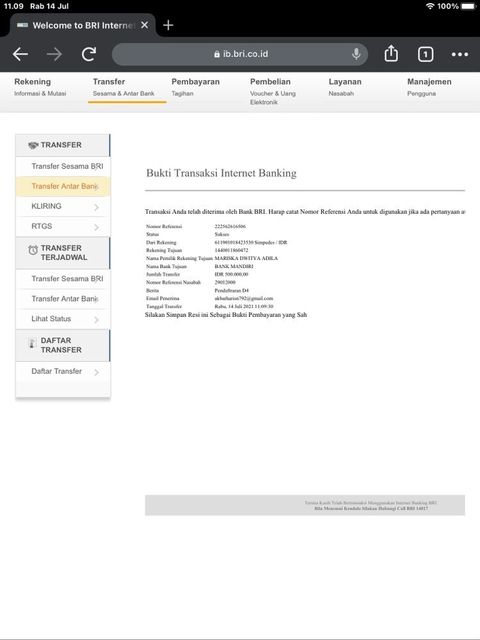 11.09 Rab 14 Jul
100%
Welcome to BRI Internet
ib.bri.co.id
1
Rekening
Informasi & Mutasi
Transfer
Sesama & Antar Bank
Pembayaran
Tagihan
Pembelian
Voucher & Uang
Elektronik
Layanan
Nasabah
Manajemen
Pengguna
TRANSFER
Transfer Sesama BRI
Transfer Antar Bank
KLIRING
RTGS
TRANSFER
TERJADWAL
Transfer Sesama BRI
Transfer Antar Bank
Lihat Status
DAFTAR
TRANSFER
Daftar Transfer
Bukti Transaksi Internet Banking
Transaksi Anda telah diterima oleh Bank BRI. Harap catat Nomor Referensi Anda untuk digunakan jika ada pertanyaan
Nomor Referensi 222562616506
Status Sukses
Dari Rekening 611901018423530 Simpedes / IDR
Rekening Tujuan 1440011860472
Nama Pemilik Rekening Tujuan MARISKA DWITYA ADILA
Nama Bank Tujuan BANK MANDIRI
Jumlah Transfer IDR 500.000,00
Nomor Referensi Nasabah 29032000
Berita Pendaftraran D4
Email Penerima akbarharion792@gmail.com
Tanggal Transfer Rabu, 14 Juli 2021 11:09:30
Silakan Simpan Resi ini Sebagai Bukti Pembayaran yang Sah
Terima Kasih Telah Bertransaksi Menggunakan Internet Banking BRI
Bila Menemui Kendala Silakan Hubungi Call BRI 14017